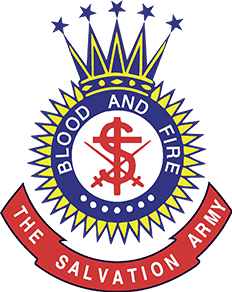 BLOOD AND FIRE
S
THE SALVATION ARMY